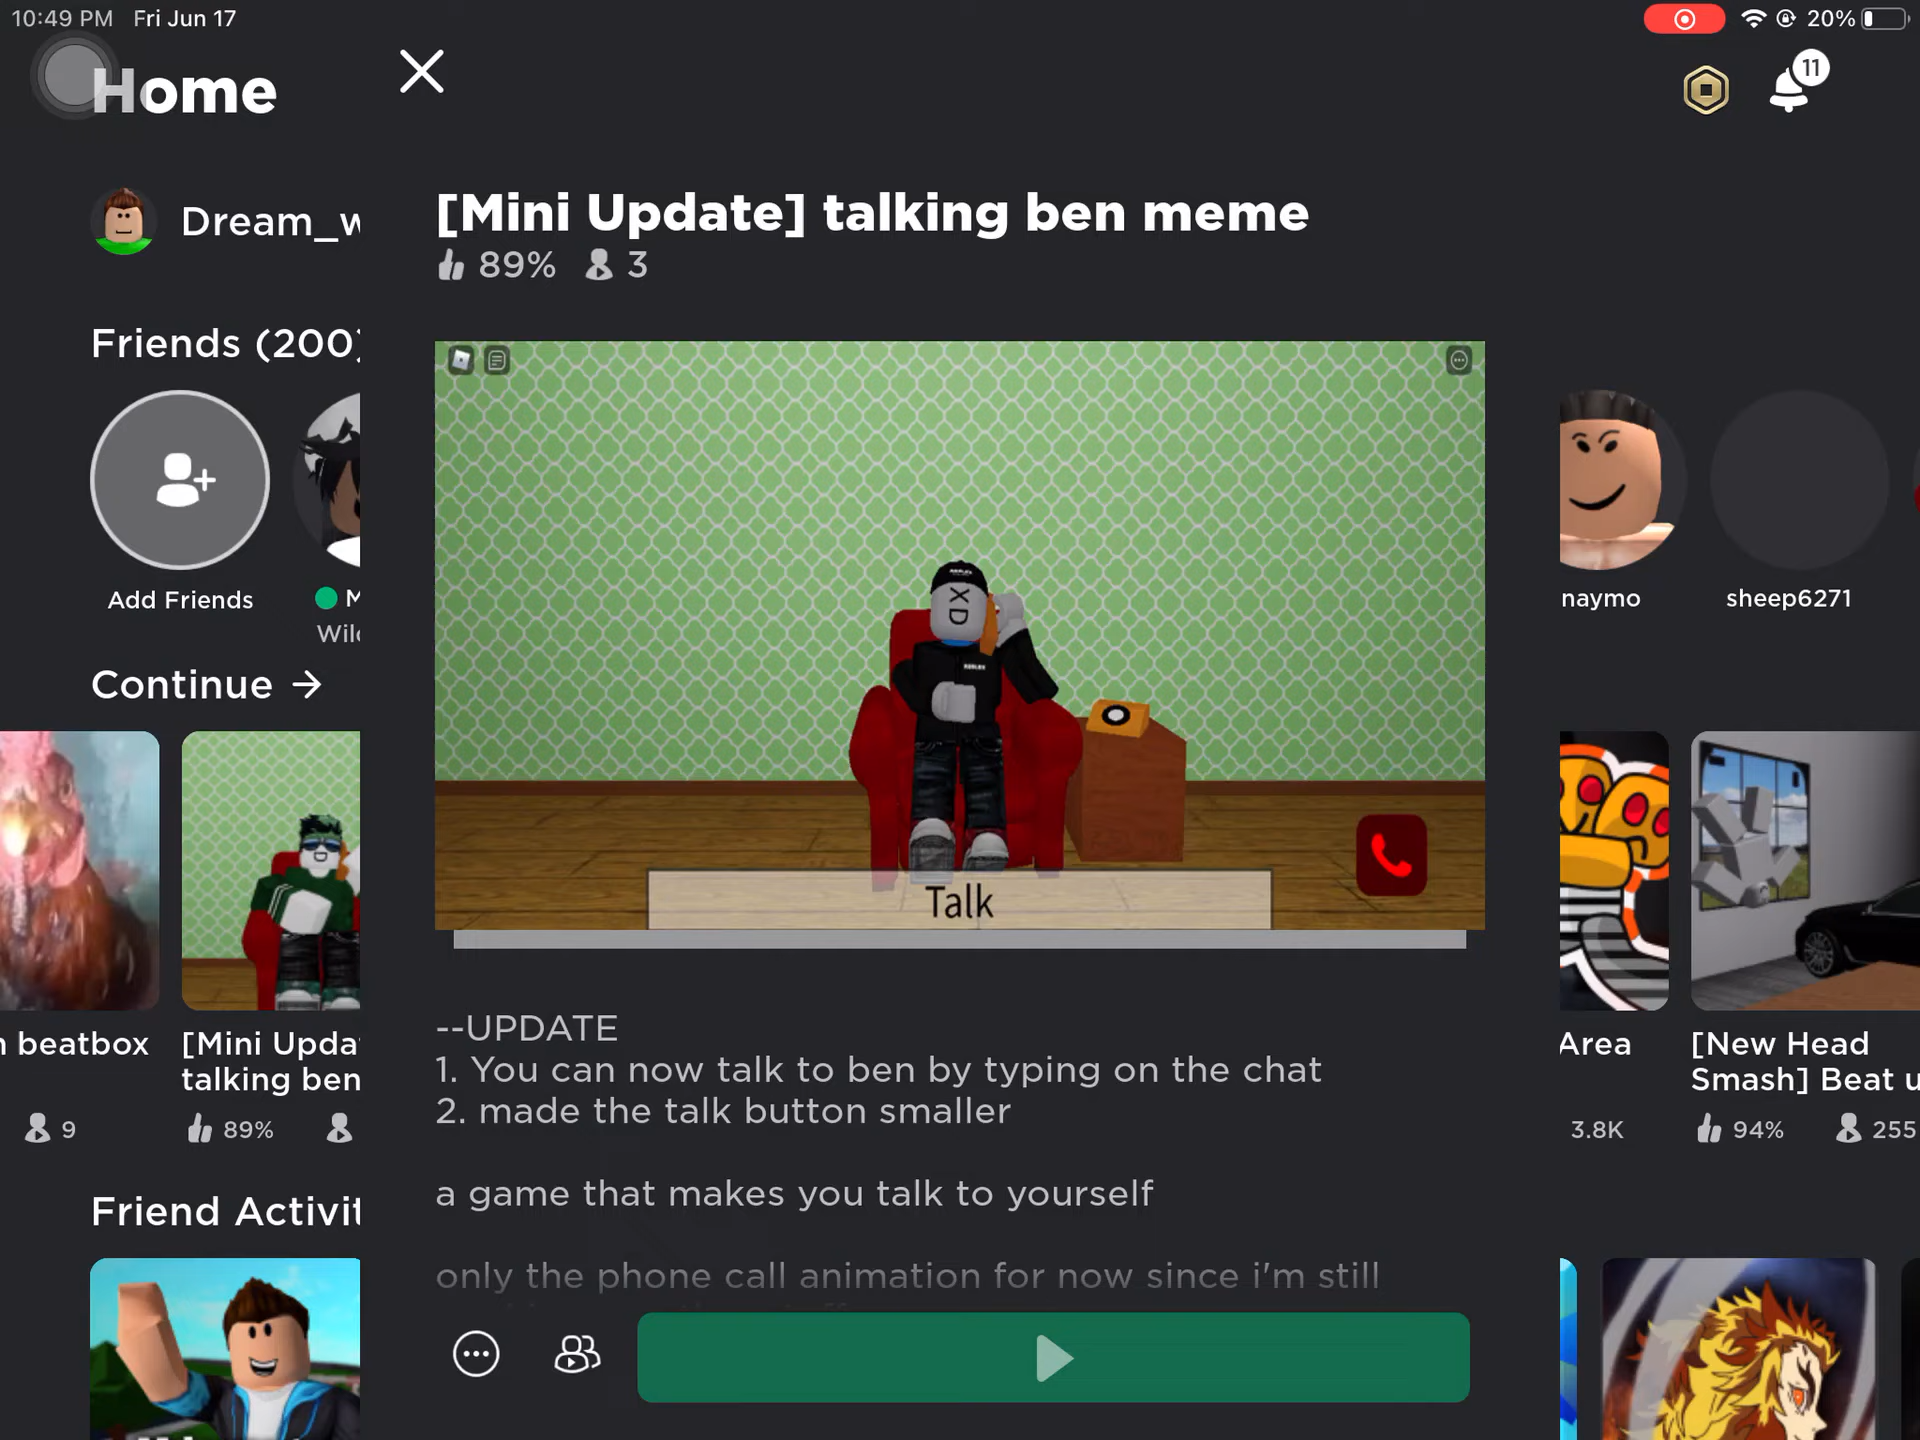 10:49 PM Fri Jun 17
20%
Home
11
Dream_w
[Mini Update] talking ben meme
89% 3
Friends (200)
XD
ROBLOX
Talk
Add Friends
M
Wild
naymo
sheep6271
Continue →
n beatbox
9
[Mini Upda
talking ben
89%
Area
3.8K
[New Head
Smash] Beat u
94% 255
--UPDATE
1. You can now talk to ben by typing on the chat
2. made the talk button smaller
a game that makes you talk to yourself
only the phone call animation for now since i'm still
Friend Activit